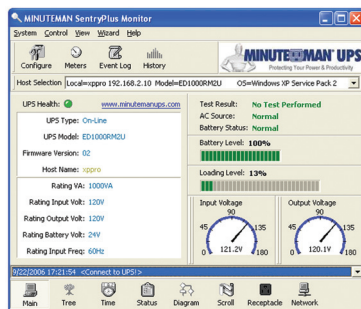 MINUTEMAN SentryPlus Monitor
System Control View Wizard Help
Configure Meters Event Log History
MINUTEMAN UPS
Protecting Your Power & Productivity
Host Selection Local=xppro 192.168.2.10 Model=ED1000RM2U OS=Windows XP Service Pack 2
UPS Health: www.minutemanups.com
UPS Type: On-Line
UPS Model: ED1000RM2U
Firmware Version: 02
Host Name: xppro
Rating VA: 1000VA
Rating Input Volt: 120V
Rating Output Volt: 120V
Rating Battery Volt: 24V
Rating Input Freq: 60Hz
Test Result: No Test Performed
AC Source: Normal
Battery Status: Normal
Battery Level: 100%
Loading Level: 13%
Input Voltage
90
45 135
0 180
121.2V
Output Voltage
90
45 135
0 180
120.1V
9/22/2006 17:21:54 <Connect to UPS!>
Main Tree Time Status Diagram Scroll Receptacle Network